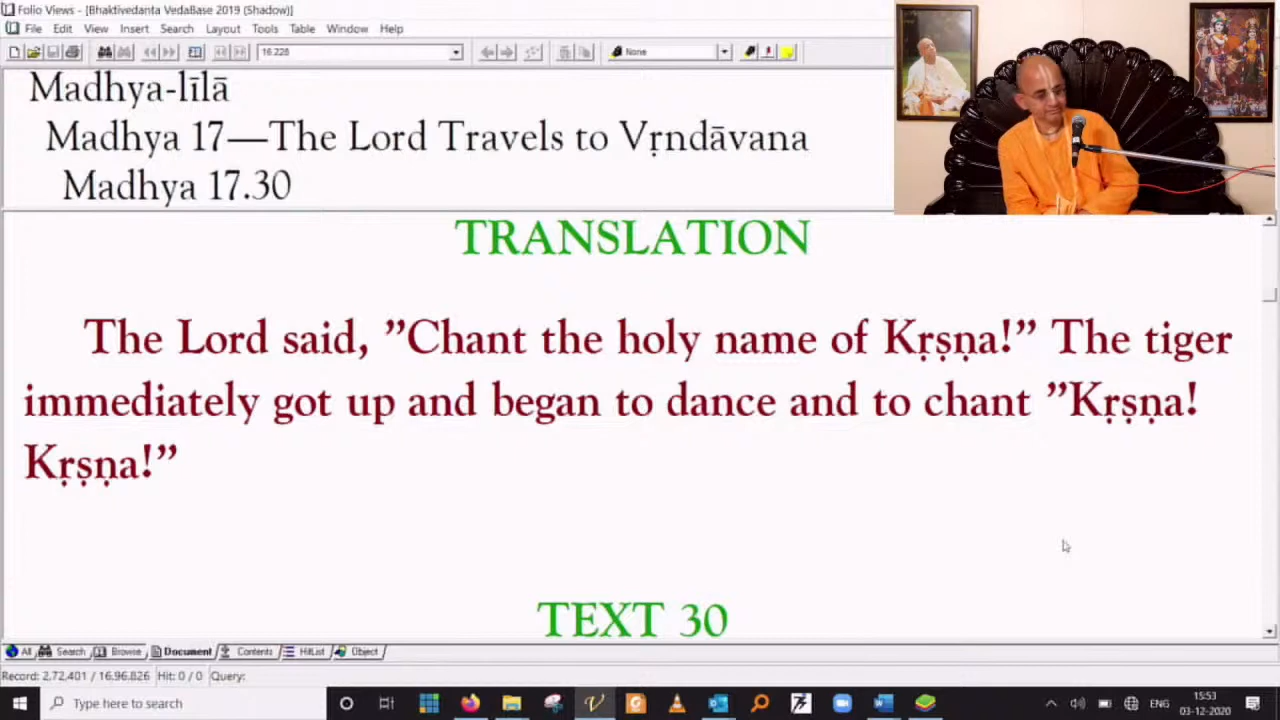 Folio Views - [Bhaktivedanta VedaBase 2019 (Shadow)]
File Edit View Insert Search Layout Tools Table Window Help
16.228
None
Madhya-līlā
Madhya 17—The Lord Travels to Vṛndāvana
Madhya 17.30
TRANSLATION
The Lord said, ”Chant the holy name of Kṛṣṇa!” The tiger
immediately got up and began to dance and to chant ”Kṛṣṇa!
Kṛṣṇa!”
TEXT 30
All Search Browse Document Contents HitList Object
Record: 2,72,401 / 16,96,826 Hit: 0 / 0 Query:
Type here to search
ENG
15:53
03-12-2020